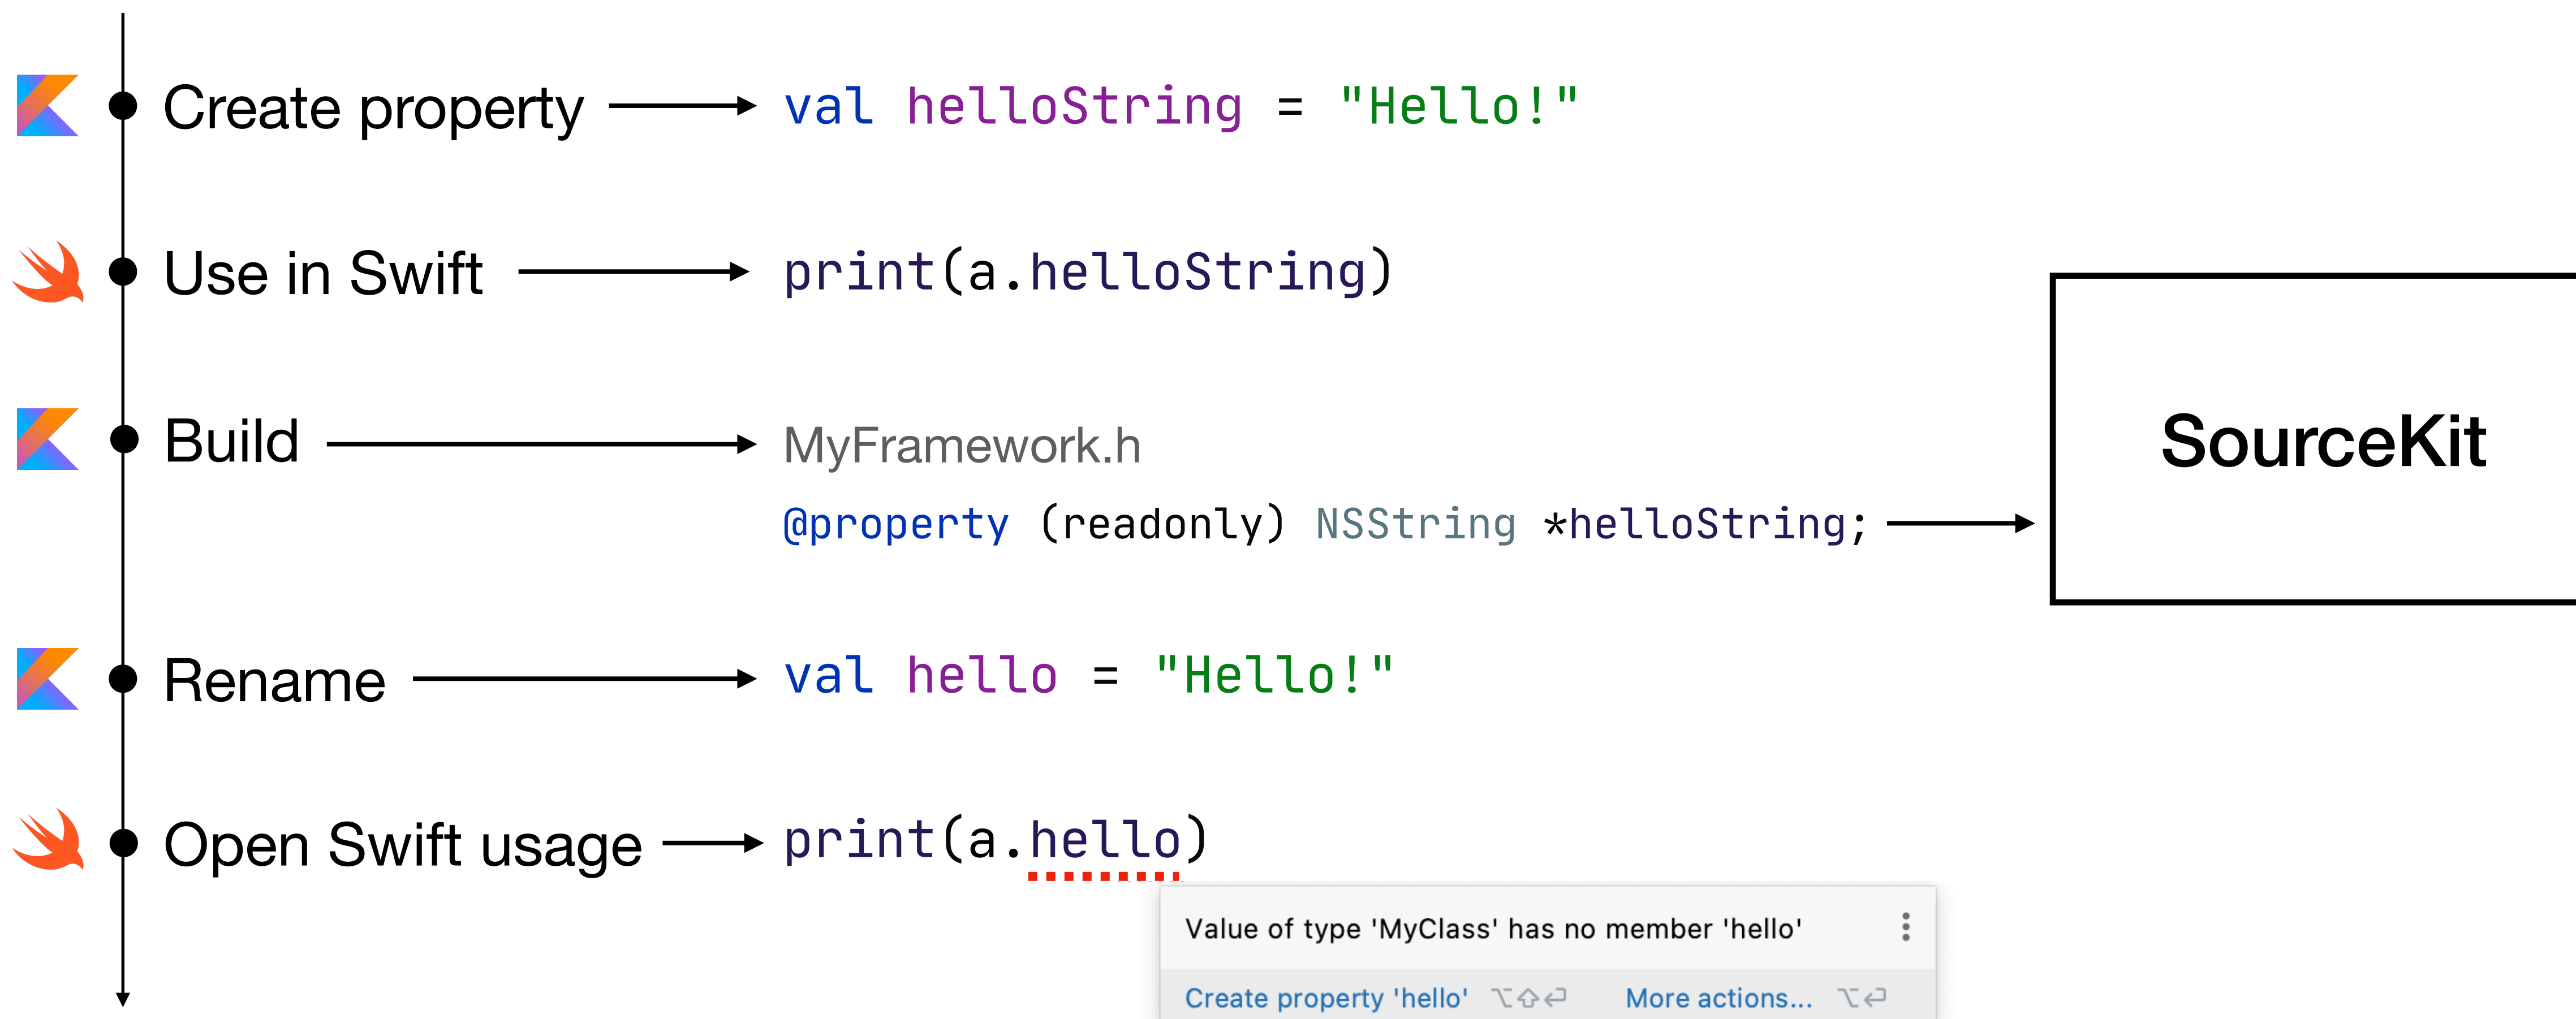 Create property val helloString = "Hello!"
Use in Swift print(a.helloString)
Build MyFramework.h
@property (readonly) NSString *helloString;
SourceKit
Rename val hello = "Hello!"
Open Swift usage print(a.hello)
Value of type 'MyClass' has no member 'hello'
Create property 'hello' ⌥⇧⏎ More actions... ⌥⏎